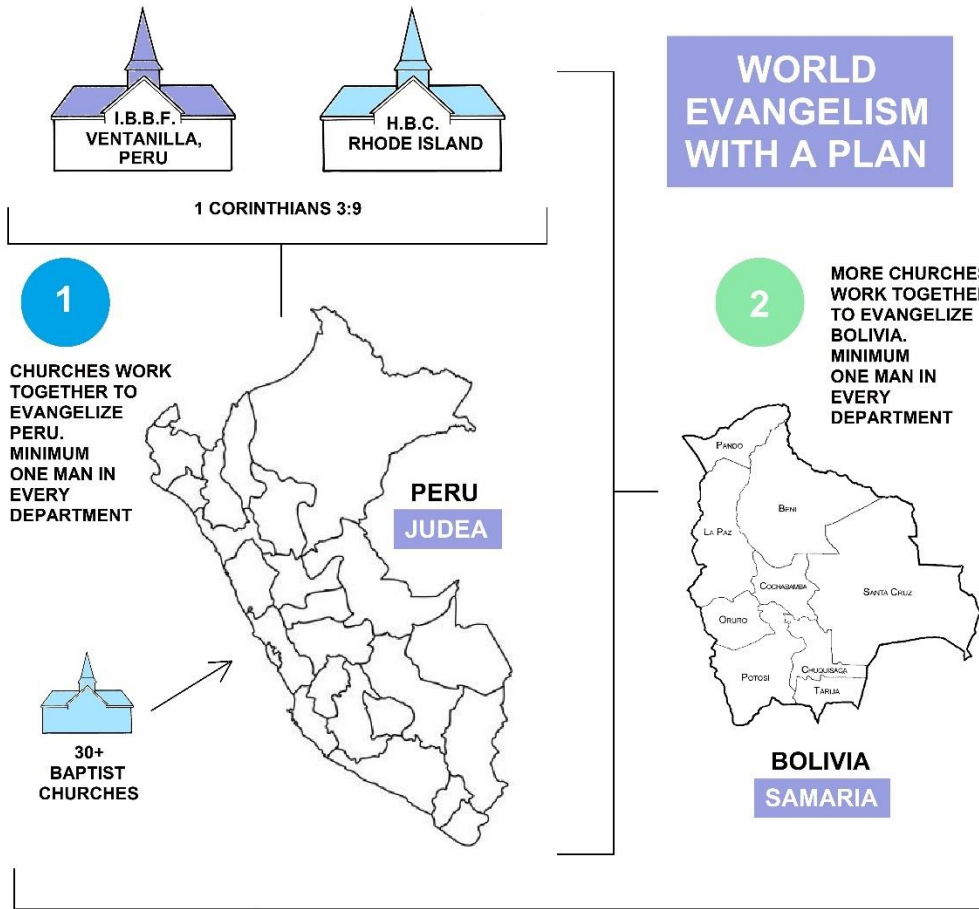 I.B.B.F.
VENTANILLA,
PERU
H.B.C.
RHODE ISLAND
1 CORINTHIANS 3:9
WORLD
EVANGELISM
WITH A PLAN
1
CHURCHES WORK
TOGETHER TO
EVANGELIZE
PERU.
MINIMUM
ONE MAN IN
EVERY
DEPARTMENT
PERU
JUDEA
30+
BAPTIST
CHURCHES
2
MORE CHURCHES
WORK TOGETHER
TO EVANGELIZE
BOLIVIA.
MINIMUM
ONE MAN IN
EVERY
DEPARTMENT
PANDO
BENI
LA PAZ
COCHABAMBA
SANTA CRUZ
ORURO
POTOSI
CHUQUISACA
TARIJA
BOLIVIA
SAMARIA